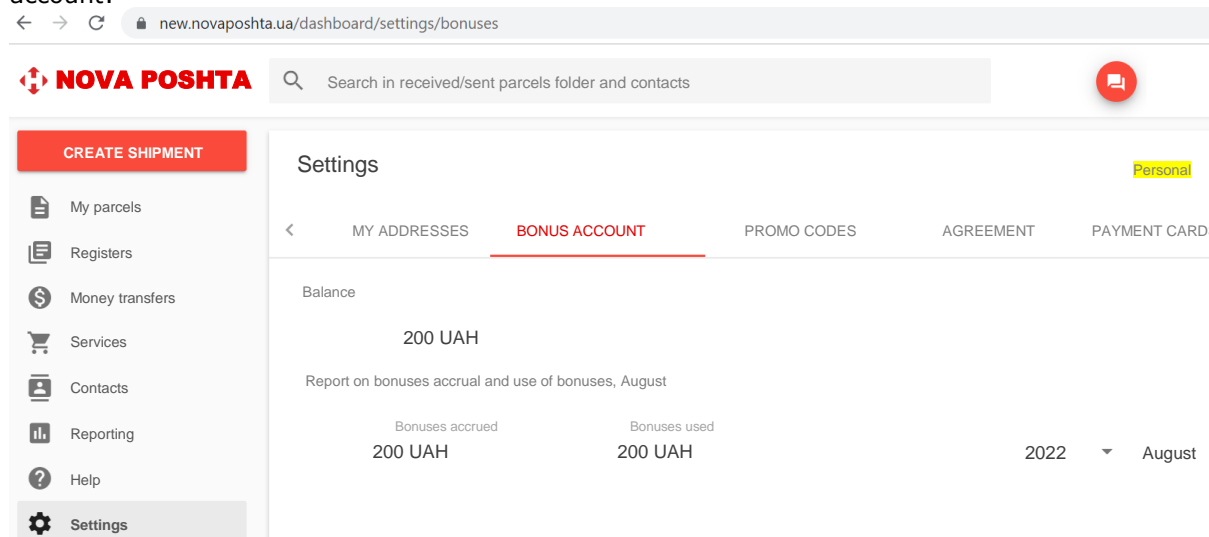 account.
new.novaposhta.ua/dashboard/settings/bonuses
NOVA POSHTA
Search in received/sent parcels folder and contacts
CREATE SHIPMENT
Settings
Personal
My parcels
MY ADDRESSES BONUS ACCOUNT PROMO CODES AGREEMENT PAYMENT CARDS
Registers
Balance
Money transfers
200 UAH
Services
Report on bonuses accrual and use of bonuses, August
Contacts
Bonuses accrued Bonuses used
Reporting
200 UAH 200 UAH 2022 August
Help
Settings